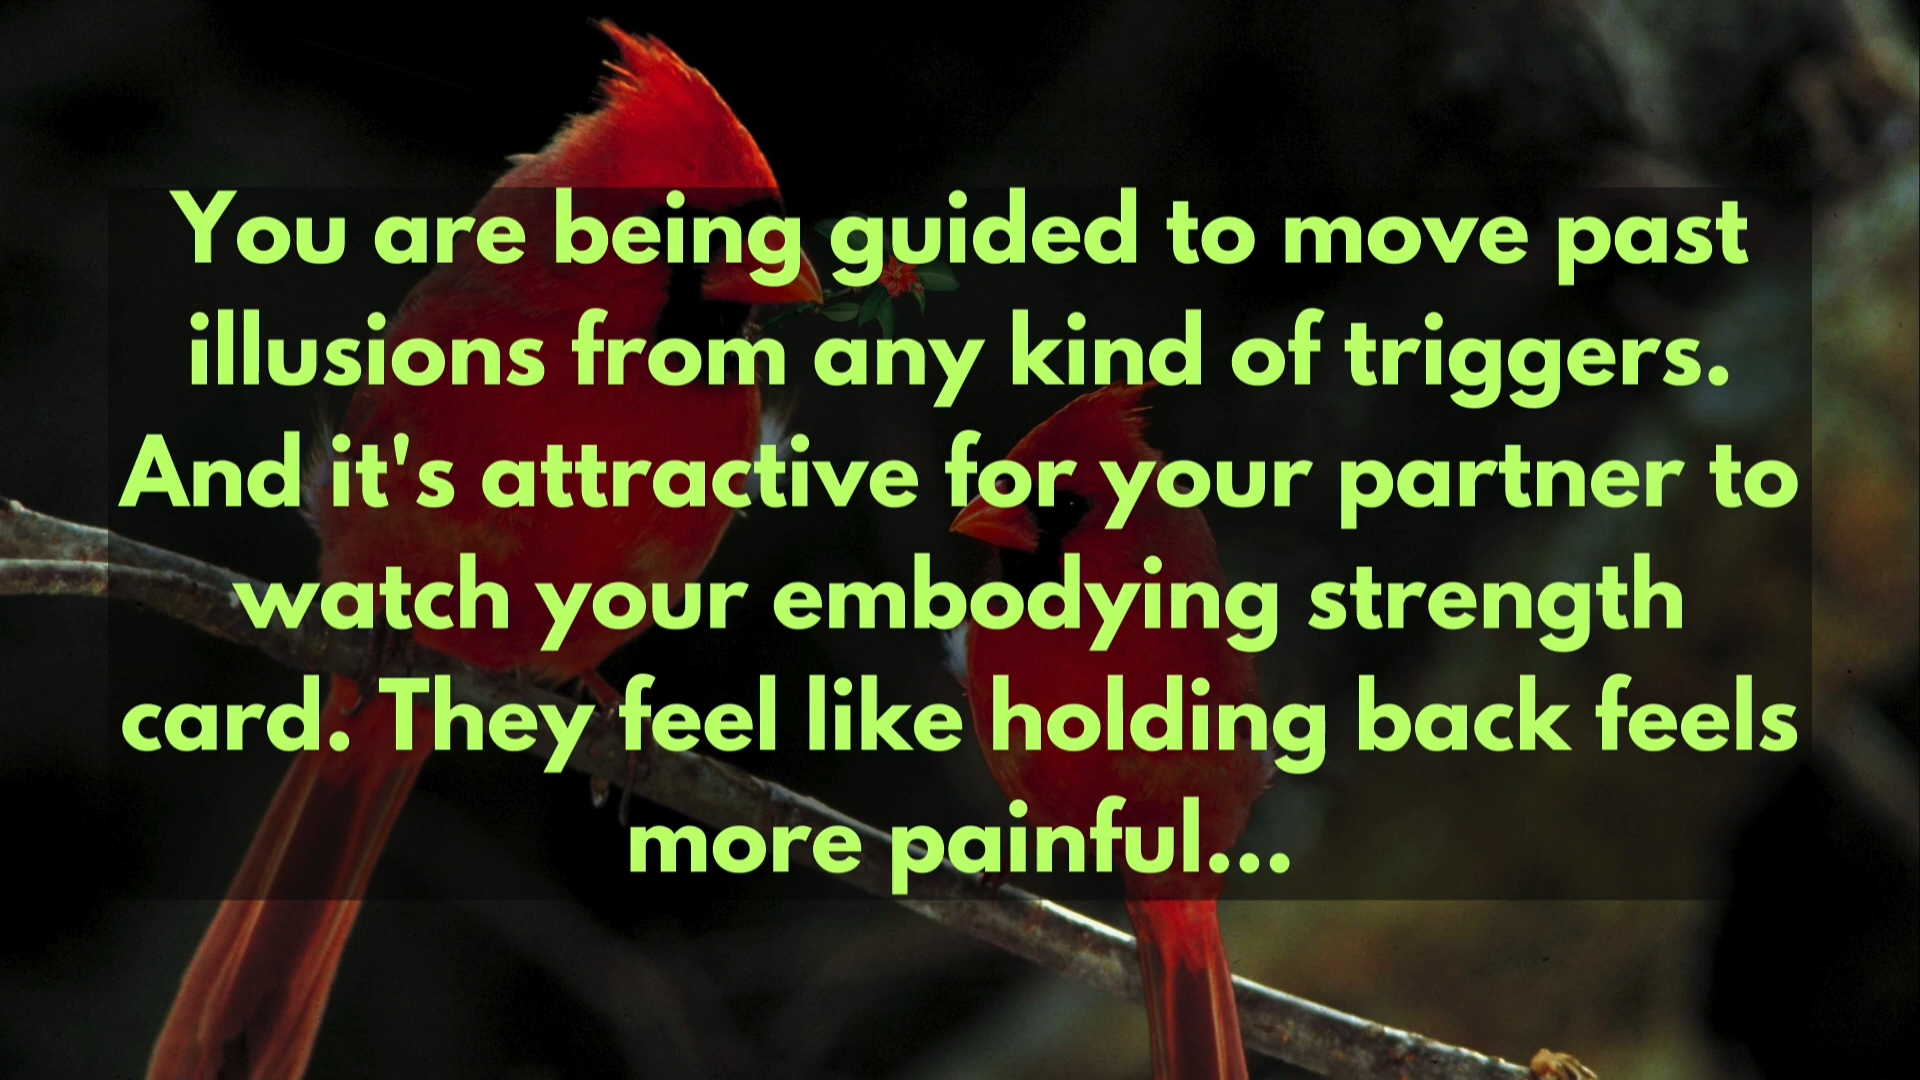 You are being guided to move past
illusions from any kind of triggers.
And it's attractive for your partner to
watch your embodying strength
card. They feel like holding back feels
more painful...